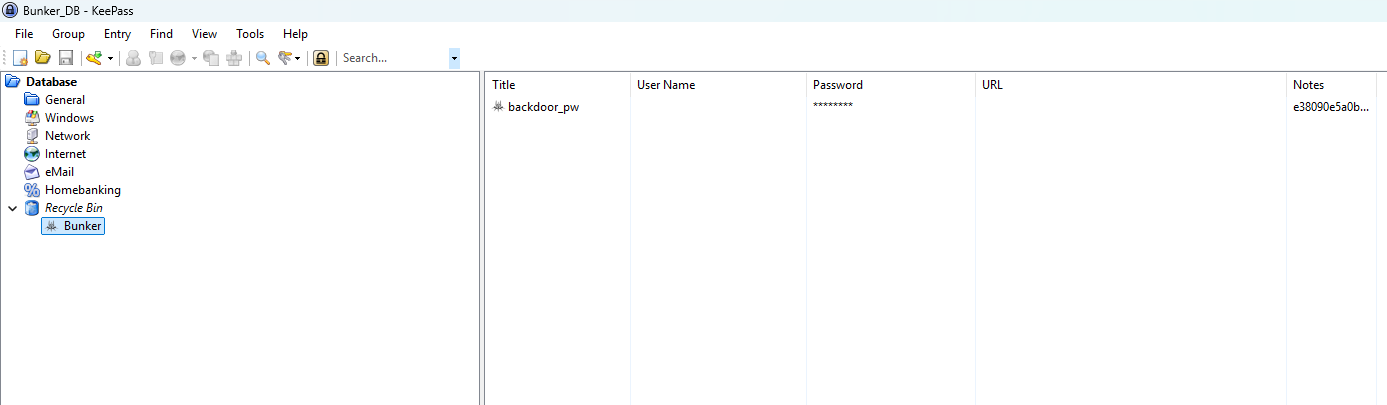 Bunker_DB - KeePass
File Group Entry Find View Tools Help
Search...
Database
General
Windows
Network
Internet
eMail
Homebanking
Recycle Bin
Bunker
Title User Name Password URL Notes
backdoor_pw ******** e38090e5a0b...